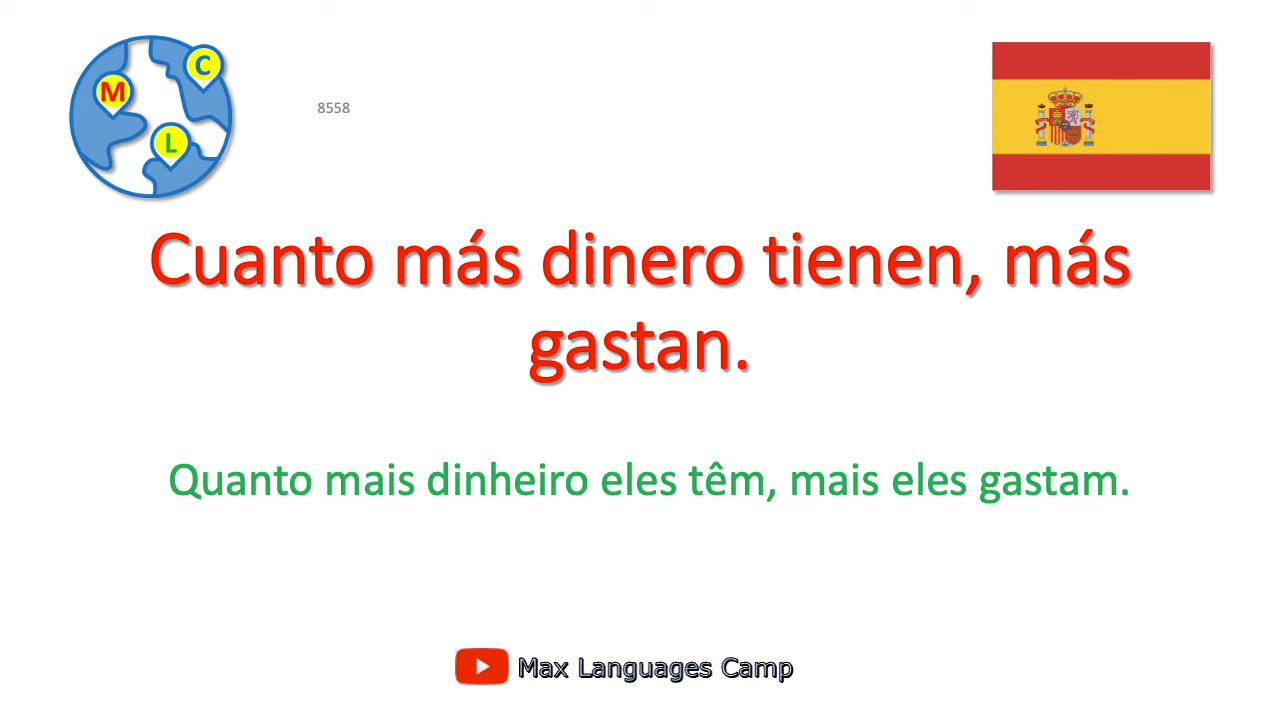 C
M
8558
L
Cuanto más dinero tienen, más
gastan.
Quanto mais dinheiro eles têm, mais eles gastam.
Max Languages Camp